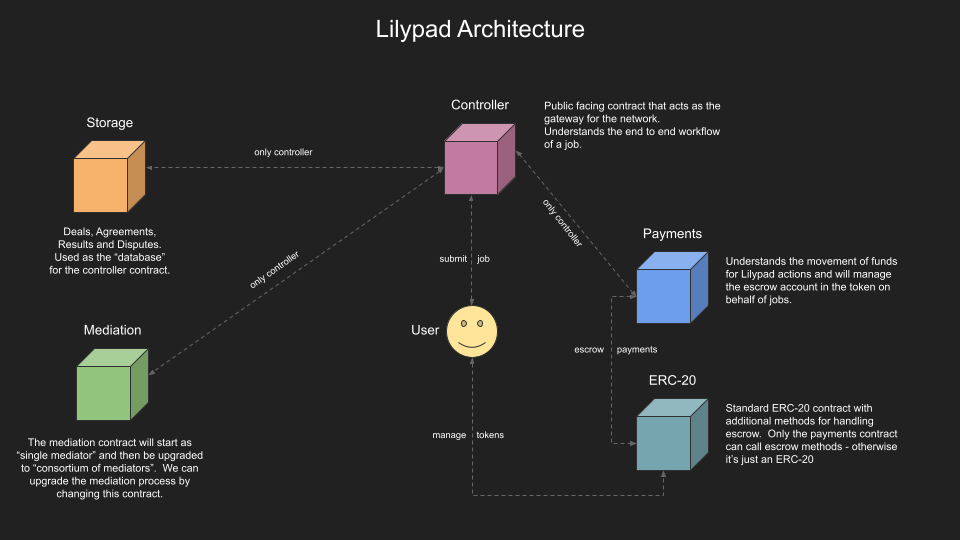 Lilypad Architecture
Controller
Public facing contract that acts as the
gateway for the network.
Understands the end to end workflow
of a job.
Storage
only controller
Deals, Agreements,
Results and Disputes.
Used as the “database”
for the controller contract.
only controller
only controller
Payments
Understands the movement of funds
for Lilypad actions and will manage
the escrow account in the token on
behalf of jobs.
submit job
User
Mediation
The mediation contract will start as
“single mediator” and then be upgraded
to “consortium of mediators”. We can
upgrade the mediation process by
changing this contract.
escrow payments
ERC-20
Standard ERC-20 contract with
additional methods for handling
escrow. Only the payments contract
can call escrow methods - otherwise
it’s just an ERC-20
manage tokens